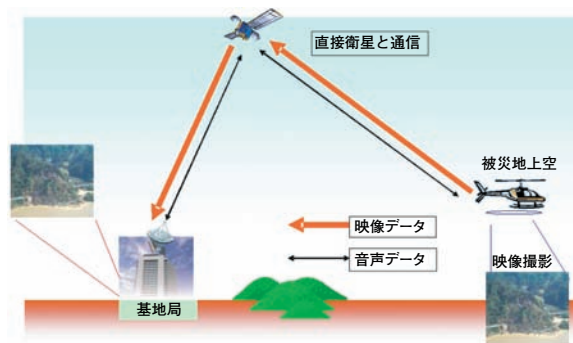 直接衛星と通信
被災地上空
映像データ
音声データ
映像撮影
基地局